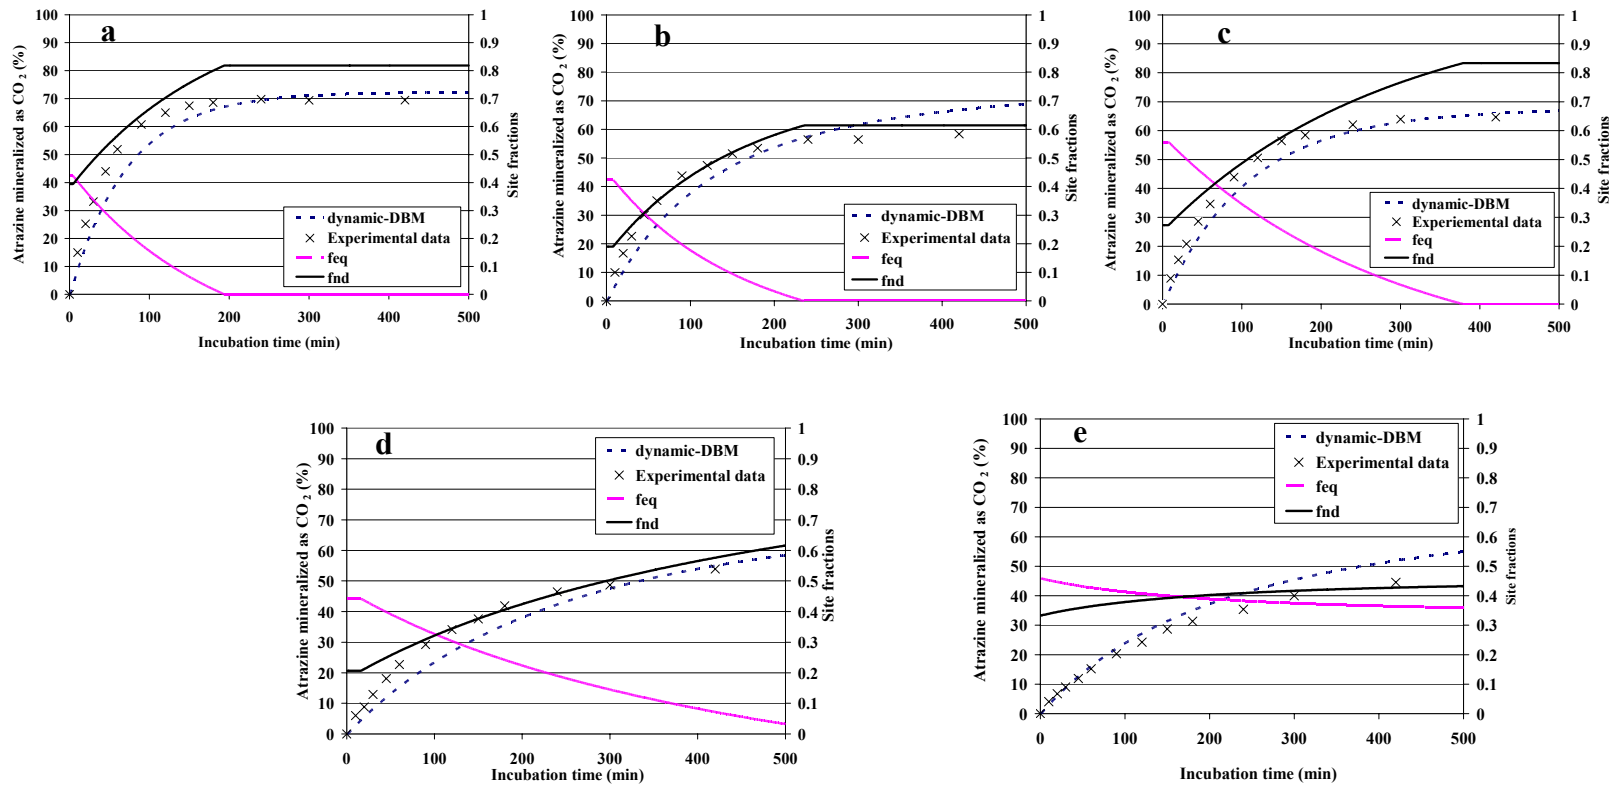 a
100
90
80
70
60
50
40
30
20
10
0
Atrazine mineralized as CO 2 (%)
1
0.9
0.8
0.7
0.6
0.5
0.4
0.3
0.2
0.1
0
Site fractions
dynamic-DBM
Experimental data
feq
fnd
0 100 200 300 400 500
Incubation time (min)
b
100
90
80
70
60
50
40
30
20
10
0
Atrazine mineralized as CO 2 (%)
1
0.9
0.8
0.7
0.6
0.5
0.4
0.3
0.2
0.1
0
Site fractions
dynamic-DBM
Experimental data
feq
fnd
0 100 200 300 400 500
Incubation time (min)
c
100
90
80
70
60
50
40
30
20
10
0
Atrazine mineralized as CO 2 (%)
1
0.9
0.8
0.7
0.6
0.5
0.4
0.3
0.2
0.1
0
Site fractions
dynamic-DBM
Experiemental data
feq
fnd
0 100 200 300 400 500
Incubation time (min)
d
100
90
80
70
60
50
40
30
20
10
0
Atrazine mineralized as CO 2 (%)
1
0.9
0.8
0.7
0.6
0.5
0.4
0.3
0.2
0.1
0
Site fractions
dynamic-DBM
Experimental data
feq
fnd
0 100 200 300 400 500
Incubation time (min)
e
100
90
80
70
60
50
40
30
20
10
0
Atrazine mineralized as CO 2 (%)
1
0.9
0.8
0.7
0.6
0.5
0.4
0.3
0.2
0.1
0
Site fractions
dynamic-DBM
Experimental data
feq
fnd
0 100 200 300 400 500
Incubation time (min)